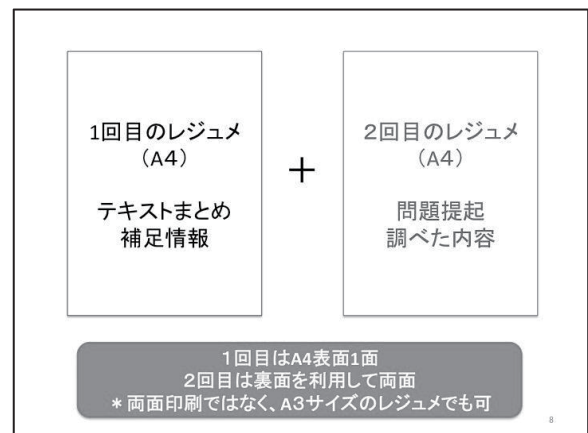 1回目のレジュメ
(A4)
テキストまとめ
補足情報
+
2回目のレジュメ
(A4)
問題提起
調べた内容
1回目はA4表面1面
2回目は裏面を利用して両面
*両面印刷ではなく、A3サイズのレジュメでも可
8